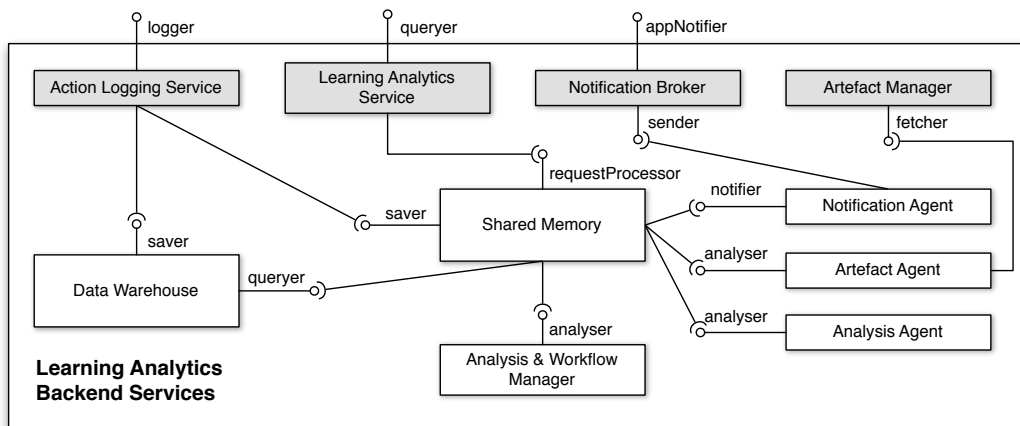 logger
queryer
appNotifier
Action Logging Service
Learning Analytics
Service
Notification Broker
Artefact Manager
sender
fetcher
requestProcessor
notifier
saver
Shared Memory
Notification Agent
saver
queryer
analyser
Data Warehouse
Artefact Agent
analyser
analyser
Analysis Agent
Analysis & Workflow
Manager
Learning Analytics
Backend Services